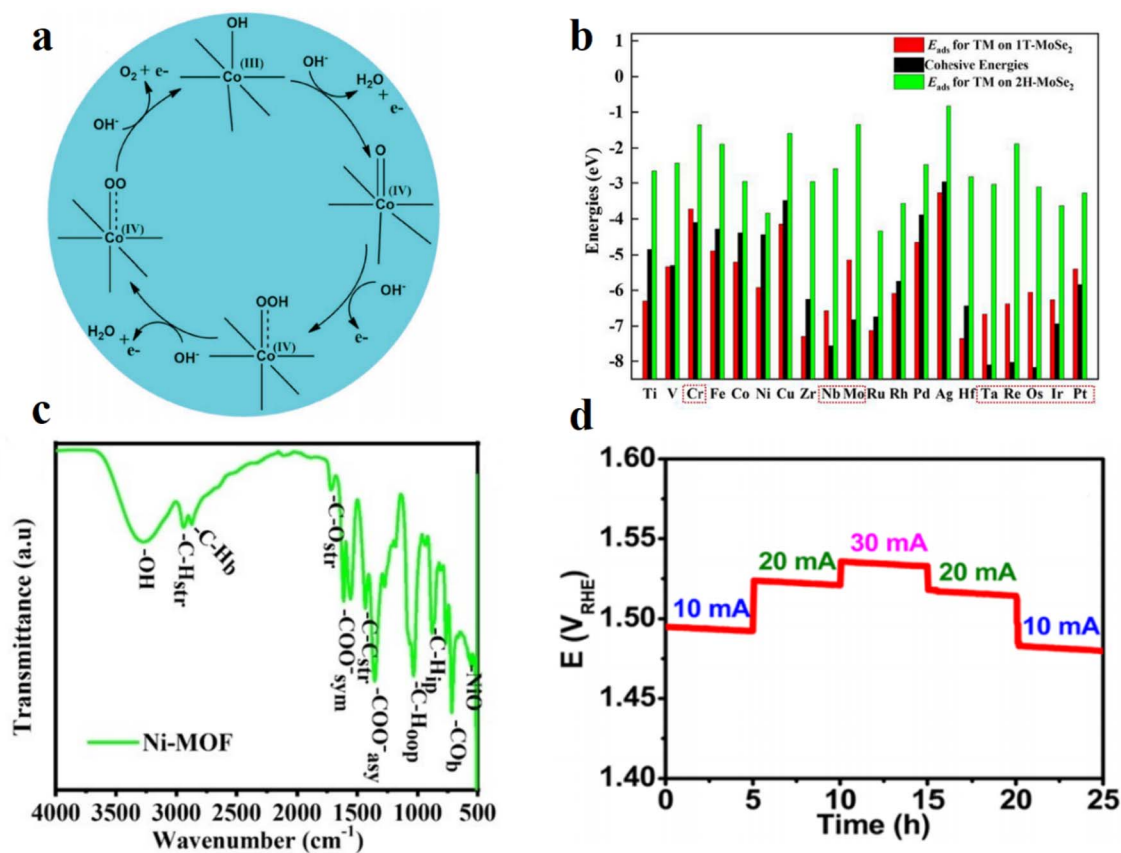 a
OH
Co(III)
O2 + e-
OH-
OH-
H2O + e-
O
Co(IV)
OH-
e-
OOH
Co(IV)
OH-
H2O + e-
OO
Co(IV)
b
Eads for TM on 1T-MoSe2
Cohesive Energies
Eads for TM on 2H-MoSe2
Energies (eV)
1
0
-1
-2
-3
-4
-5
-6
-7
-8
Ti V Cr Fe Co Ni Cu Zr Nb Mo Ru Rh Pd Ag Hf Ta Re Os Ir Pt
c
Transmittance (a.u)
-OH
-C-Hstr
-C-Hb
-C-Ostr
-COO-sym
-C-Cstr
-COO-asy
-C-Hoop
-C-Hip
-COb
-NiO
Ni-MOF
4000 3500 3000 2500 2000 1500 1000 500
Wavenumber (cm-1)
d
E (VRHE)
1.60
1.55
1.50
1.45
1.40
10 mA
20 mA
30 mA
20 mA
10 mA
0 5 10 15 20 25
Time (h)